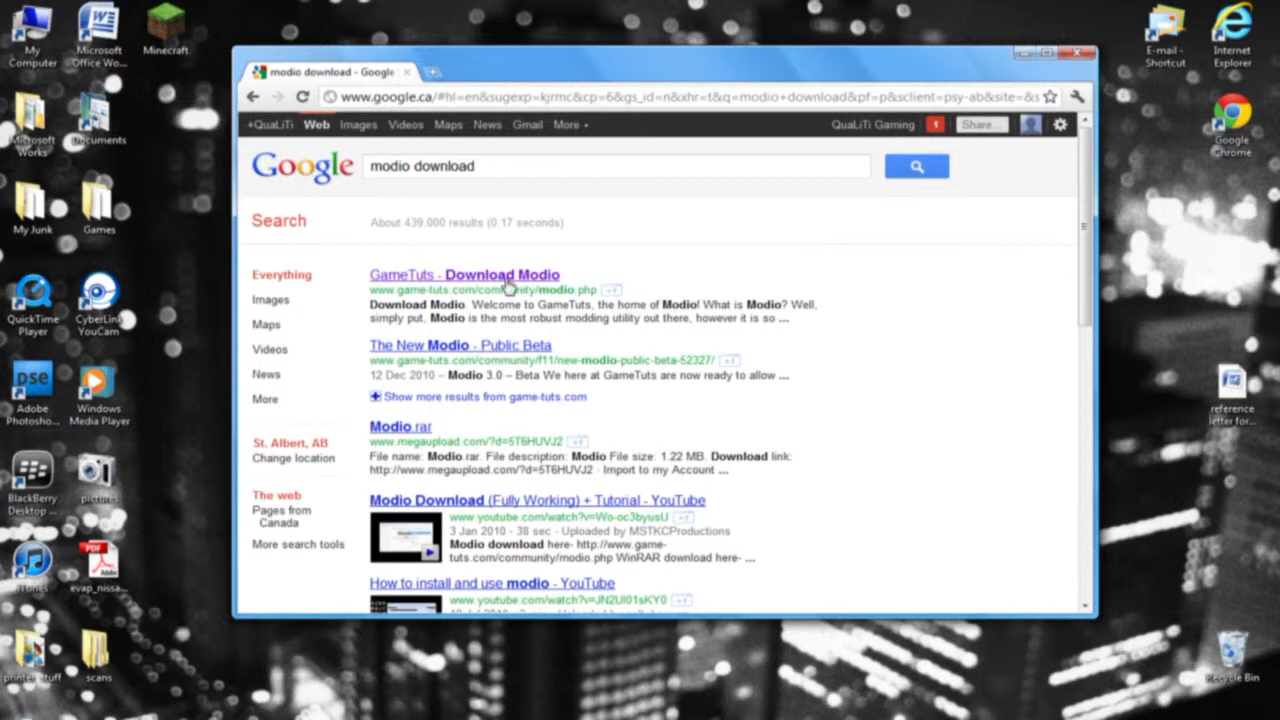 My Computer
Microsoft Office Wo...
Minecraft
Microsoft Works
Documents
My Junk
Games
QuickTime Player
CyberLink YouCam
pse
Adobe Photosho...
Windows Media Player
BlackBerry Desktop ...
pictures
iTunes
PDF
evap_nissa...
printer stuff
scans
E-mail - Shortcut
Internet Explorer
Google Chrome
reference letter for...
Recycle Bin
modio download - Google
www.google.ca/#hl=en&sugexp=kjrmc&cp=6&gs_id=n&xhr=t&q=modio+download&pf=p&sclient=psy-ab&site=&s
+QuaLiTi Web Images Videos Maps News Gmail More
QuaLiTi Gaming 1 Share...
Google
modio download
Search
About 439,000 results (0.17 seconds)
Everything
Images
Maps
Videos
News
More
St. Albert, AB
Change location
The web
Pages from
Canada
More search tools
GameTuts - Download Modio
www.game-tuts.com/community/modio.php +1
Download Modio. Welcome to GameTuts, the home of Modio! What is Modio? Well,
simply put, Modio is the most robust modding utility out there, however it is so ...
The New Modio - Public Beta
www.game-tuts.com/community/f11/new-modio-public-beta-52327/ +1
12 Dec 2010 – Modio 3.0 – Beta We here at GameTuts are now ready to allow ...
Show more results from game-tuts.com
Modio rar
www.megaupload.com/?d=5T6HUVJ2 +1
File name: Modio.rar. File description: Modio File size: 1.22 MB. Download link:
http://www.megaupload.com/?d=5T6HUVJ2 · Import to my Account ...
Modio Download (Fully Working) + Tutorial - YouTube
www.youtube.com/watch?v=Wo-oc3byusU +1
3 Jan 2010 - 38 sec - Uploaded by MSTKCProductions
Modio download here- http://www.game-
tuts.com/community/modio.php WinRAR download here- ...
How to install and use modio - YouTube
www.youtube.com/watch?v=JN2UI01sKY0 +1